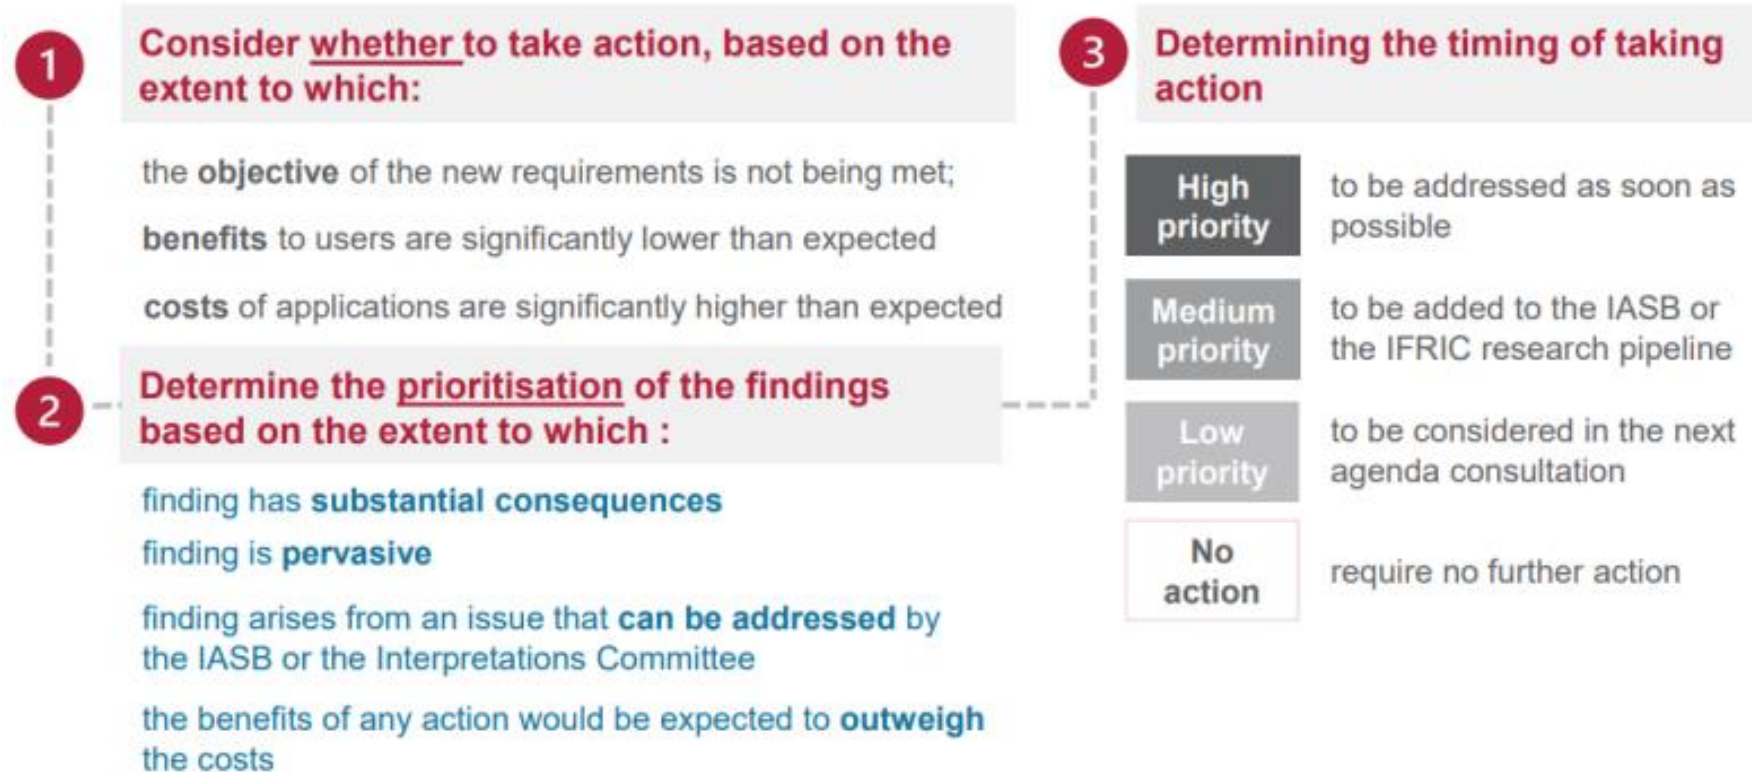 1
Consider whether to take action, based on the
extent to which:
the objective of the new requirements is not being met;
benefits to users are significantly lower than expected
costs of applications are significantly higher than expected
2
Determine the prioritisation of the findings
based on the extent to which :
finding has substantial consequences
finding is pervasive
finding arises from an issue that can be addressed by
the IASB or the Interpretations Committee
the benefits of any action would be expected to outweigh
the costs
3
Determining the timing of taking
action
High
priority
to be addressed as soon as
possible
Medium
priority
to be added to the IASB or
the IFRIC research pipeline
Low
priority
to be considered in the next
agenda consultation
No
action
require no further action